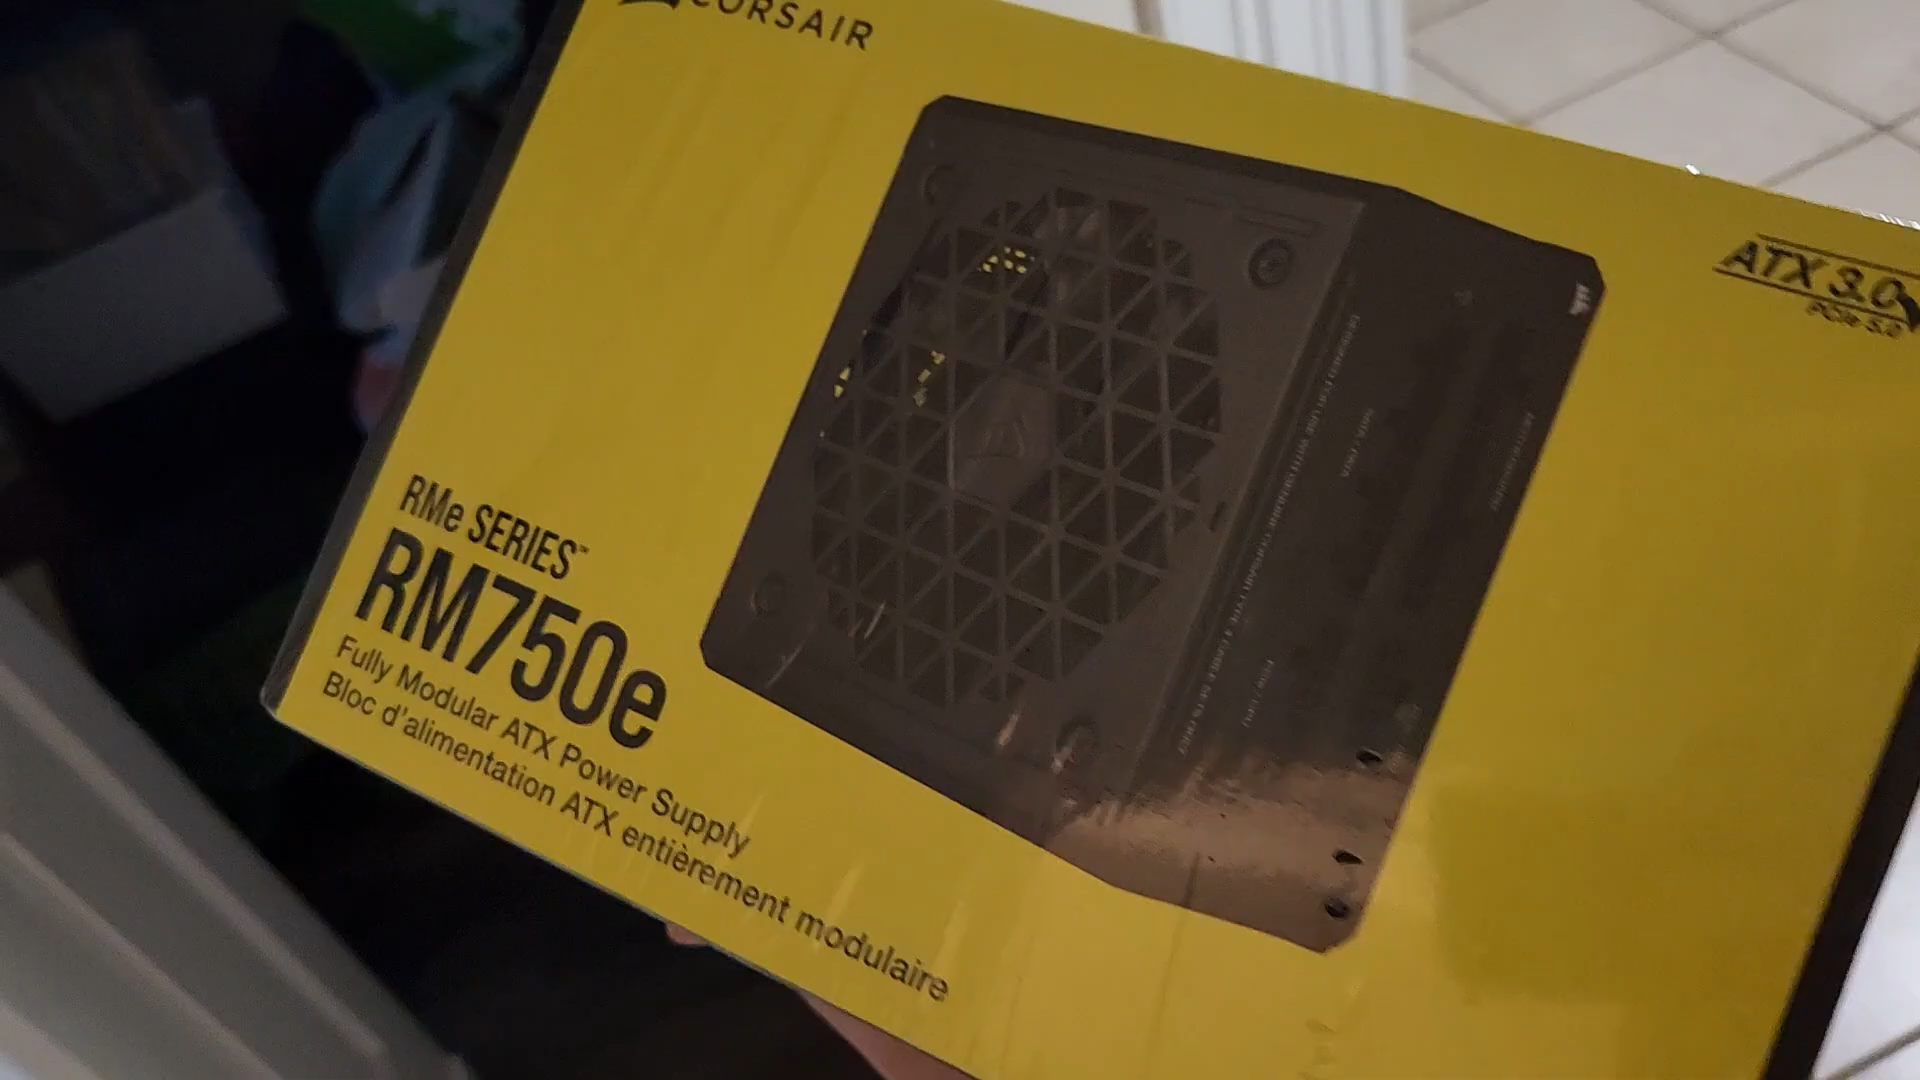 CORSAIR
ATX 3.0
PCIe 5.0
RMe SERIES™
RM750e
Fully Modular ATX Power Supply
Bloc d'alimentation ATX entièrement modulaire